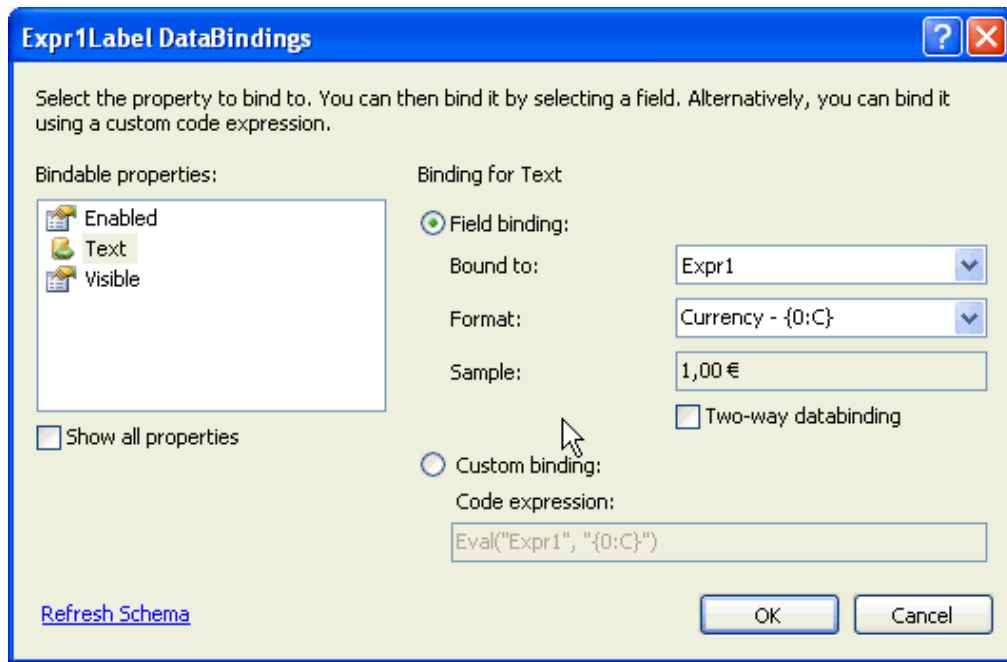 Expr1Label DataBindings
Select the property to bind to. You can then bind it by selecting a field. Alternatively, you can bind it
using a custom code expression.
Bindable properties:
Enabled
Text
Visible
Show all properties
Binding for Text
Field binding:
Bound to:
Expr1
Format:
Currency - {0:C}
Sample:
1,00 €
Two-way databinding
Custom binding:
Code expression:
Eval("Expr1", "{0:C}")
Refresh Schema
OK
Cancel